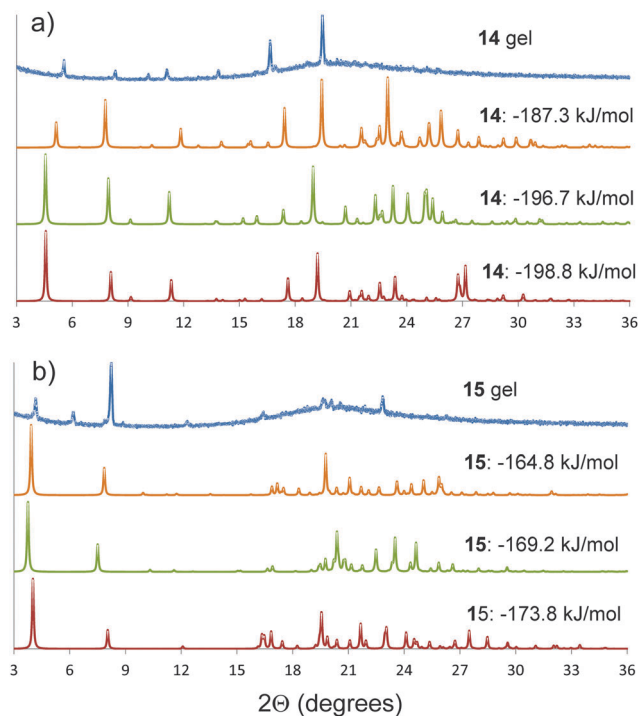 a)
14 gel
14: -187.3 kJ/mol
14: -196.7 kJ/mol
14: -198.8 kJ/mol
3 6 9 12 15 18 21 24 27 30 33 36
b)
15 gel
15: -164.8 kJ/mol
15: -169.2 kJ/mol
15: -173.8 kJ/mol
3 6 9 12 15 18 21 24 27 30 33 36
2Θ (degrees)